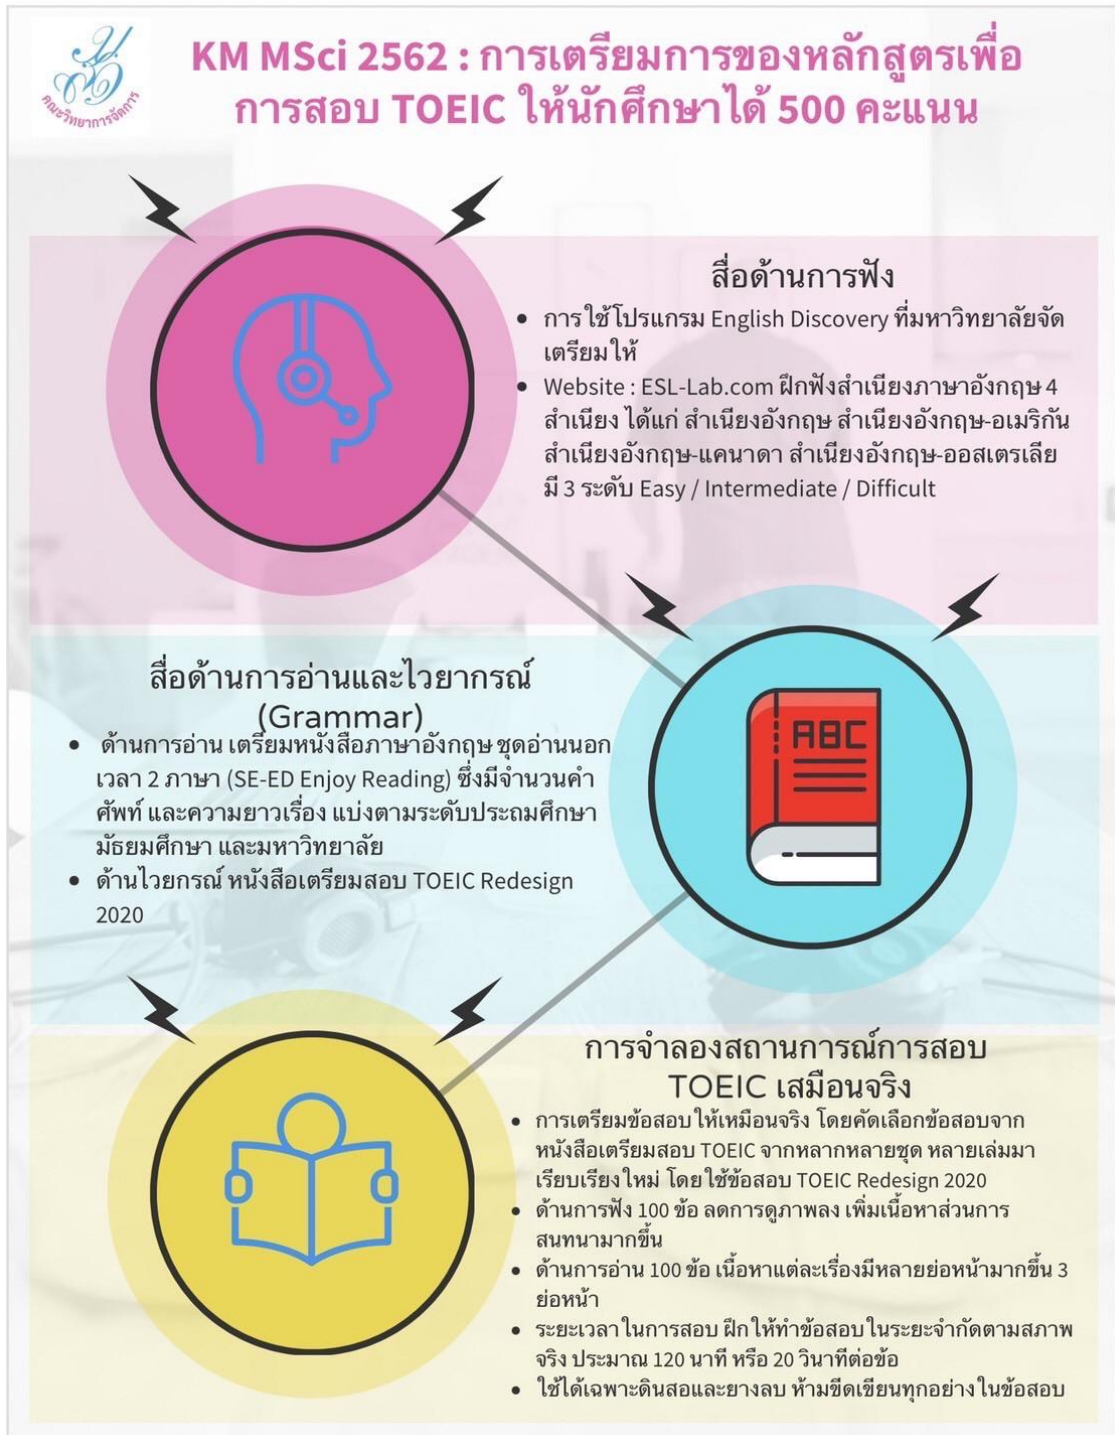 คณะวิทยาการจัดการ
KM MSci 2562 : การเตรียมการของหลักสูตรเพื่อ
การสอบ TOEIC ให้นักศึกษาได้ 500 คะแนน
สื่อด้านการฟัง
• การใช้โปรแกรม English Discovery ที่มหาวิทยาลัยจัด
เตรียมให้
• Website : ESL-Lab.com ฝึกฟังสำเนียงภาษาอังกฤษ 4
สำเนียง ได้แก่ สำเนียงอังกฤษ สำเนียงอังกฤษ-อเมริกัน
สำเนียงอังกฤษ-แคนาดา สำเนียงอังกฤษ-ออสเตรเลีย
มี 3 ระดับ Easy / Intermediate / Difficult
สื่อด้านการอ่านและไวยากรณ์
(Grammar)
• ด้านการอ่าน เตรียมหนังสือภาษาอังกฤษ ชุดอ่านนอก
เวลา 2 ภาษา (SE-ED Enjoy Reading) ซึ่งมีจำนวนคำ
ศัพท์ และความยาวเรื่อง แบ่งตามระดับประถมศึกษา
มัธยมศึกษา และมหาวิทยาลัย
• ด้านไวยกรณ์ หนังสือเตรียมสอบ TOEIC Redesign
2020
ABC
การจำลองสถานการณ์การสอบ
TOEIC เสมือนจริง
• การเตรียมข้อสอบให้เหมือนจริง โดยคัดเลือกข้อสอบจาก
หนังสือเตรียมสอบ TOEIC จากหลากหลายชุด หลายเล่มมา
เรียบเรียงใหม่ โดยใช้ข้อสอบ TOEIC Redesign 2020
• ด้านการฟัง 100 ข้อ ลดการดูภาพลง เพิ่มเนื้อหาส่วนการ
สนทนามากขึ้น
• ด้านการอ่าน 100 ข้อ เนื้อหาแต่ละเรื่องมีหลายย่อหน้ามากขึ้น 3
ย่อหน้า
• ระยะเวลาในการสอบ ฝึกให้ทำข้อสอบในระยะจำกัดตามสภาพ
จริง ประมาณ 120 นาที หรือ 20 วินาทีต่อข้อ
• ใช้ได้เฉพาะดินสอและยางลบ ห้ามขีดเขียนทุกอย่างในข้อสอบ